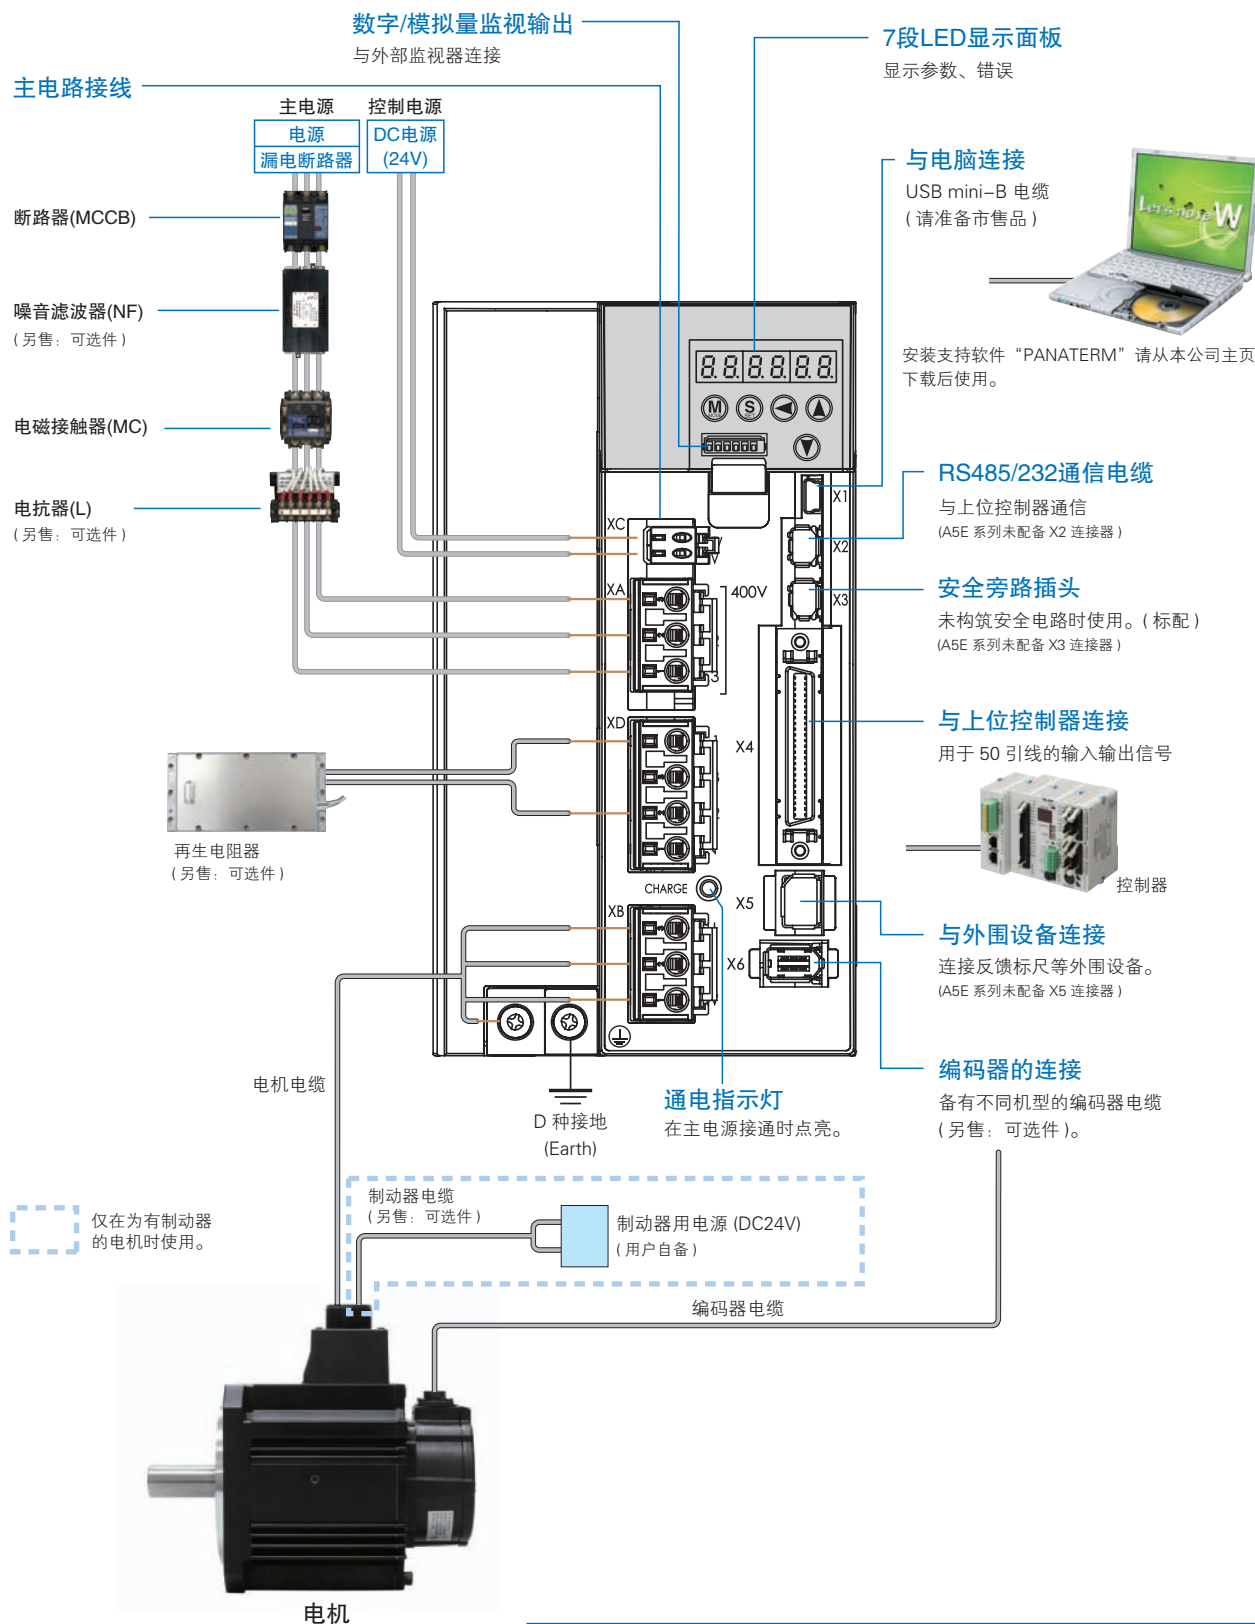 数字/模拟量监视输出
与外部监视器连接
7段LED显示面板
显示参数、错误
主电路接线
主电源
控制电源
电源
漏电断路器
DC电源
(24V)
与电脑连接
USB mini–B 电缆
(请准备市售品)
Let's note W
断路器(MCCB)
噪音滤波器(NF)
(另售：可选件)
安装支持软件“PANATERM”请从本公司主页
下载后使用。
电磁接触器(MC)
电抗器(L)
(另售：可选件)
M
S
X1
RS485/232通信电缆
与上位控制器通信
(A5E 系列未配备 X2 连接器)
XC
X2
XA
400V
X3
安全旁路插头
未构筑安全电路时使用。(标配)
(A5E 系列未配备 X3 连接器)
3
XD
X4
与上位控制器连接
用于 50 引线的输入输出信号
再生电阻器
(另售：可选件)
控制器
CHARGE
X5
XB
与外围设备连接
连接反馈标尺等外围设备。
(A5E 系列未配备 X5 连接器)
X6
电机电缆
D 种接地
(Earth)
通电指示灯
在主电源接通时点亮。
编码器的连接
备有不同机型的编码器电缆
(另售：可选件)。
仅在为有制动器
的电机时使用。
制动器电缆
(另售：可选件)
制动器用电源 (DC24V)
(用户自备)
编码器电缆
电机